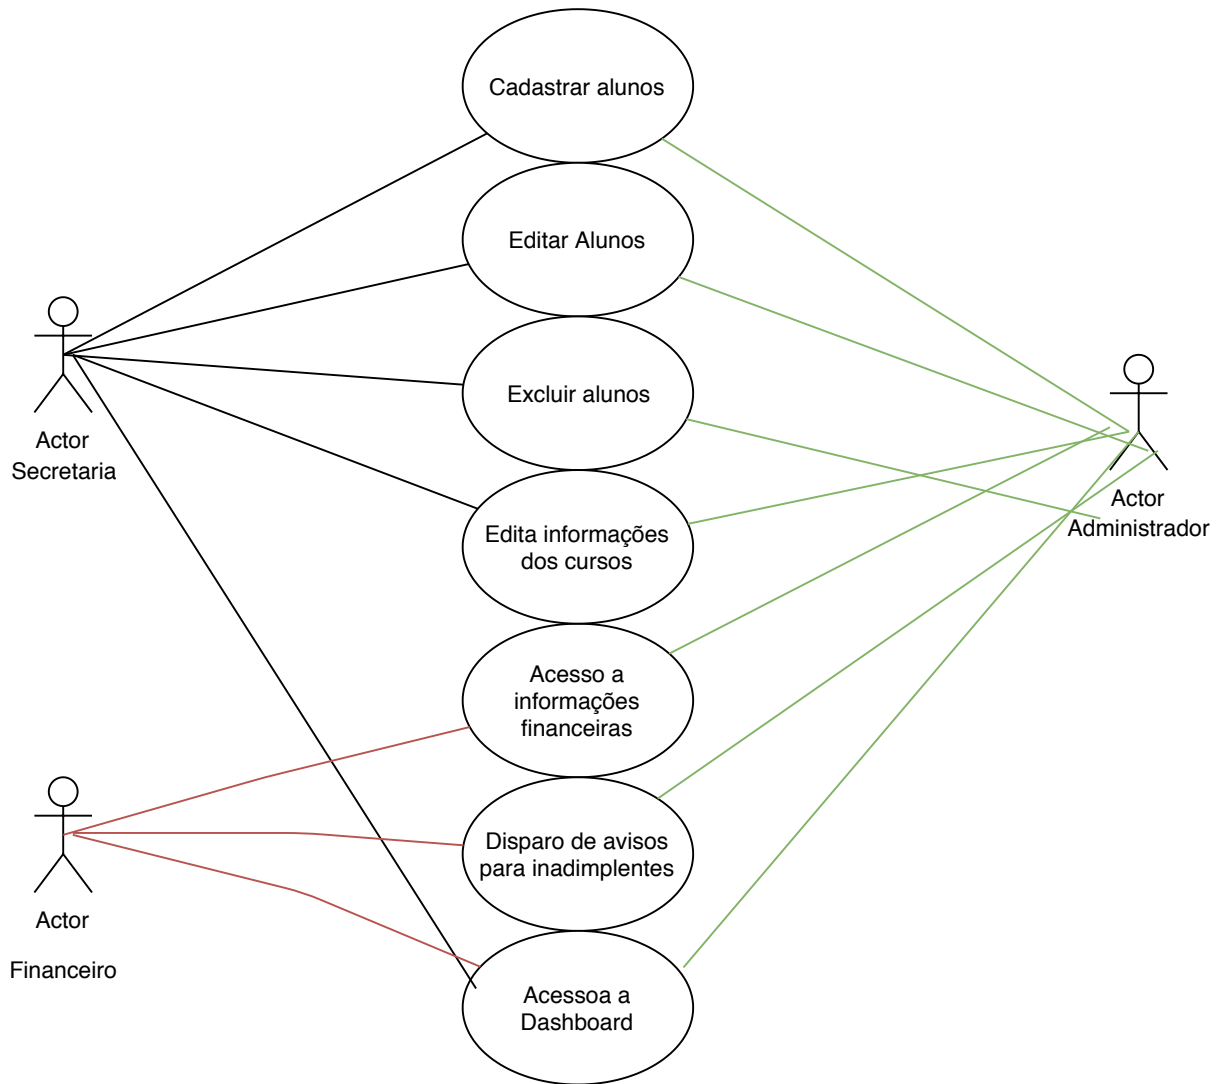 Cadastrar alunos
Editar Alunos
Excluir alunos
Actor
Secretaria
Edita informações
dos cursos
Actor
Administrador
Acesso a
informações
financeiras
Disparo de avisos
para inadimplentes
Actor
Financeiro
Acessoa a
Dashboard